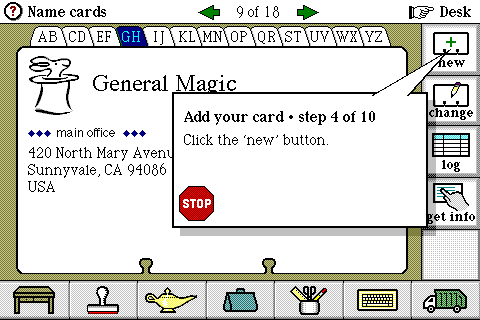 ? Name cards
9 of 18
Desk
AB CD EF GH IJ KL MN OP QR ST UV WX YZ
new
General Magic
change
Add your card • step 4 of 10
Click the ‘new’ button.
main office
420 North Mary Avenu
Sunnyvale, CA 94086
USA
log
STOP
get info